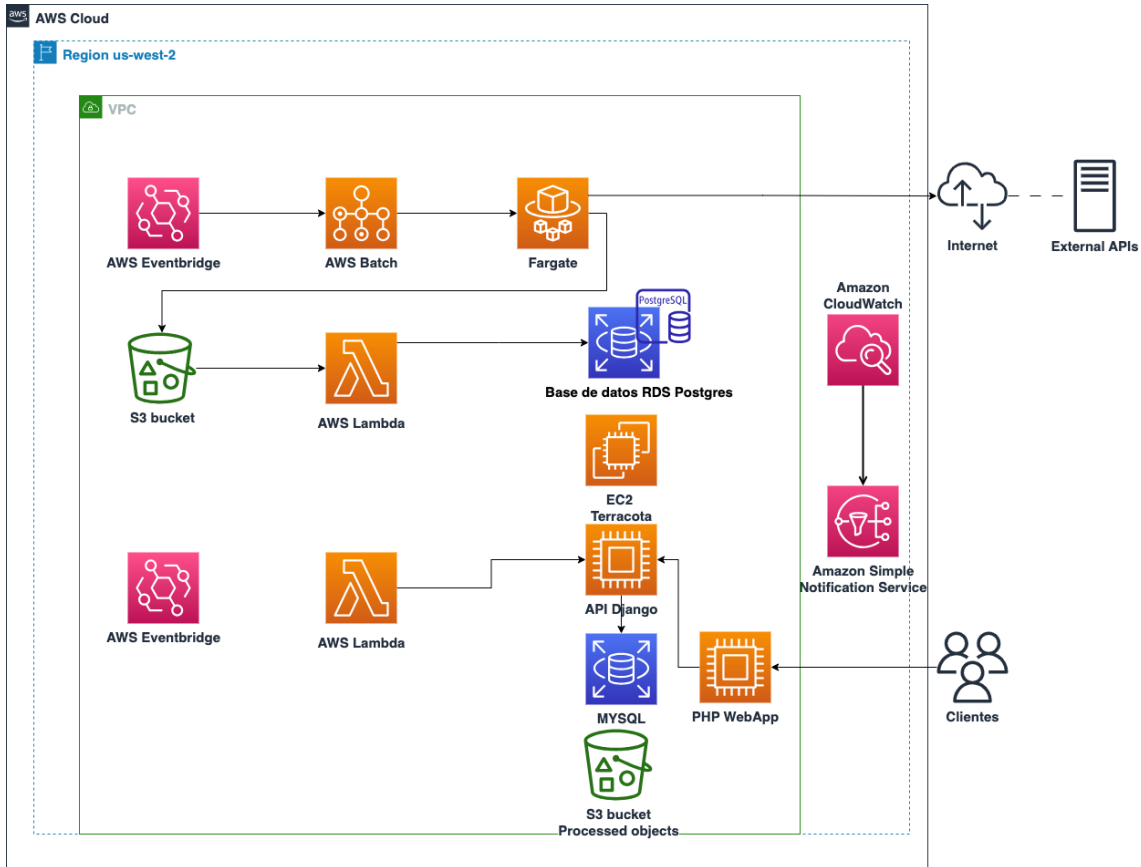 aws
AWS Cloud
Region us-west-2
VPC
AWS Eventbridge
AWS Batch
Fargate
Internet
External APIs
Amazon
CloudWatch
PostgreSQL
S3 bucket
AWS Lambda
Base de datos RDS Postgres
EC2
Terracota
Amazon Simple
Notification Service
AWS Eventbridge
AWS Lambda
API Django
MYSQL
PHP WebApp
Clientes
S3 bucket
Processed objects